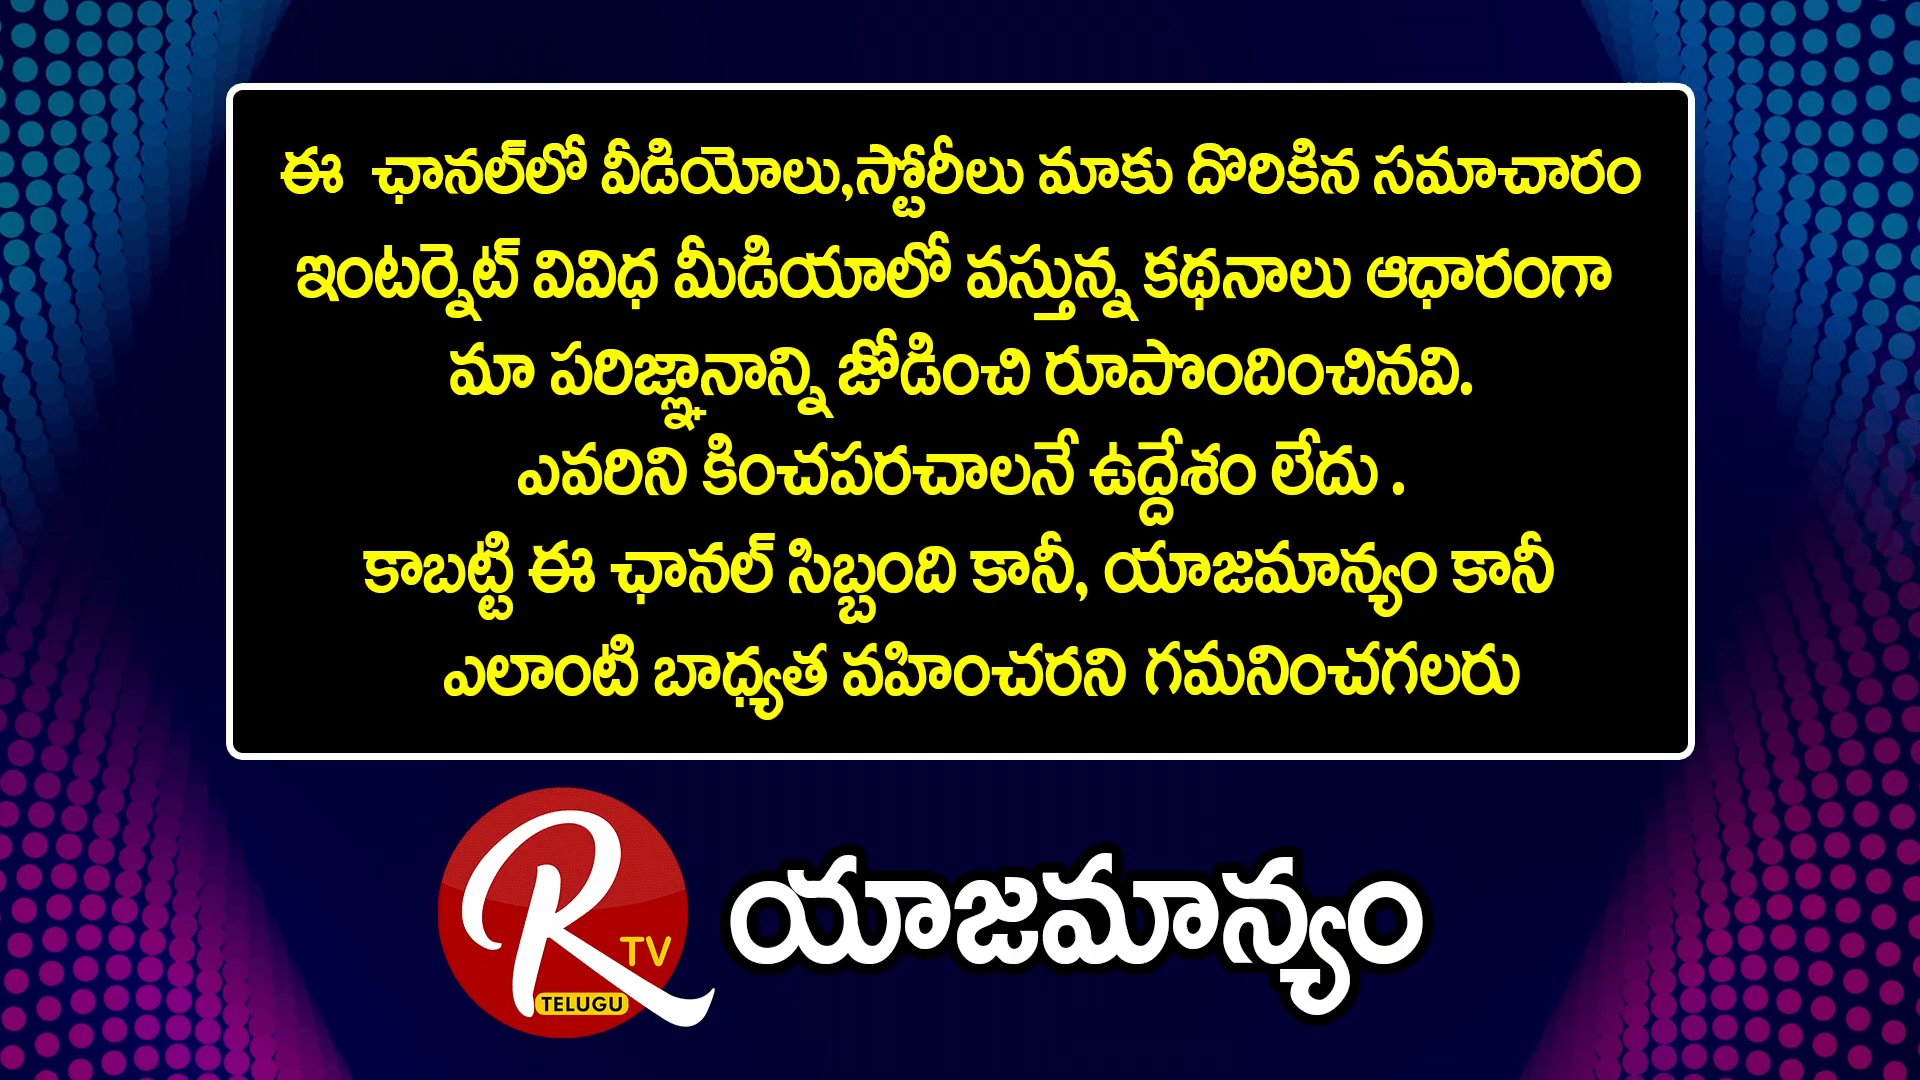 ఈ ఛానల్‌లో వీడియోలు,స్టోరీలు మాకు దొరికిన సమాచారం
ఇంటర్నెట్ వివిధ మీడియాలో వస్తున్న కథనాలు ఆధారంగా
మా పరిజ్ఞానాన్ని జోడించి రూపొందించినవి.
ఎవరిని కించపరచాలనే ఉద్దేశం లేదు .
కాబట్టి ఈ ఛానల్ సిబ్బంది కానీ, యాజమాన్యం కానీ
ఎలాంటి బాధ్యత వహించరని గమనించగలరు
R TV TELUGU
యాజమాన్యం